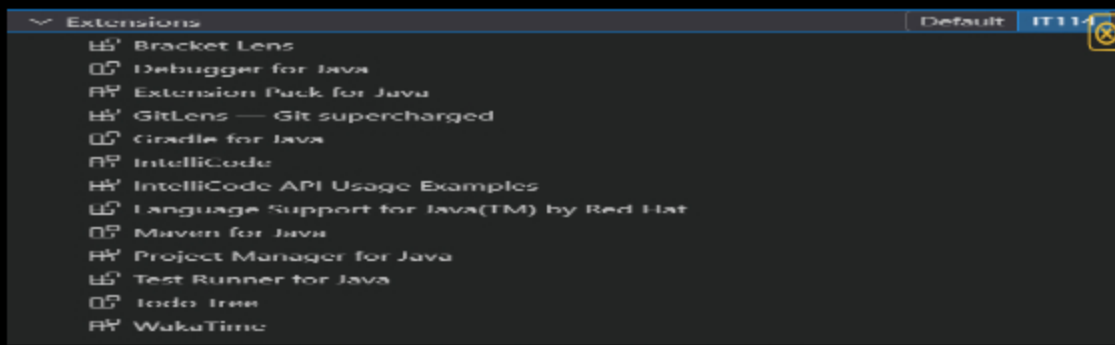 Extensions Default IT114
Bracket Lens
Debugger for Java
Extension Pack for Java
GitLens — Git supercharged
Gradle for Java
IntelliCode
IntelliCode API Usage Examples
Language Support for Java(TM) by Red Hat
Maven for Java
Project Manager for Java
Test Runner for Java
Todo Tree
WakaTime